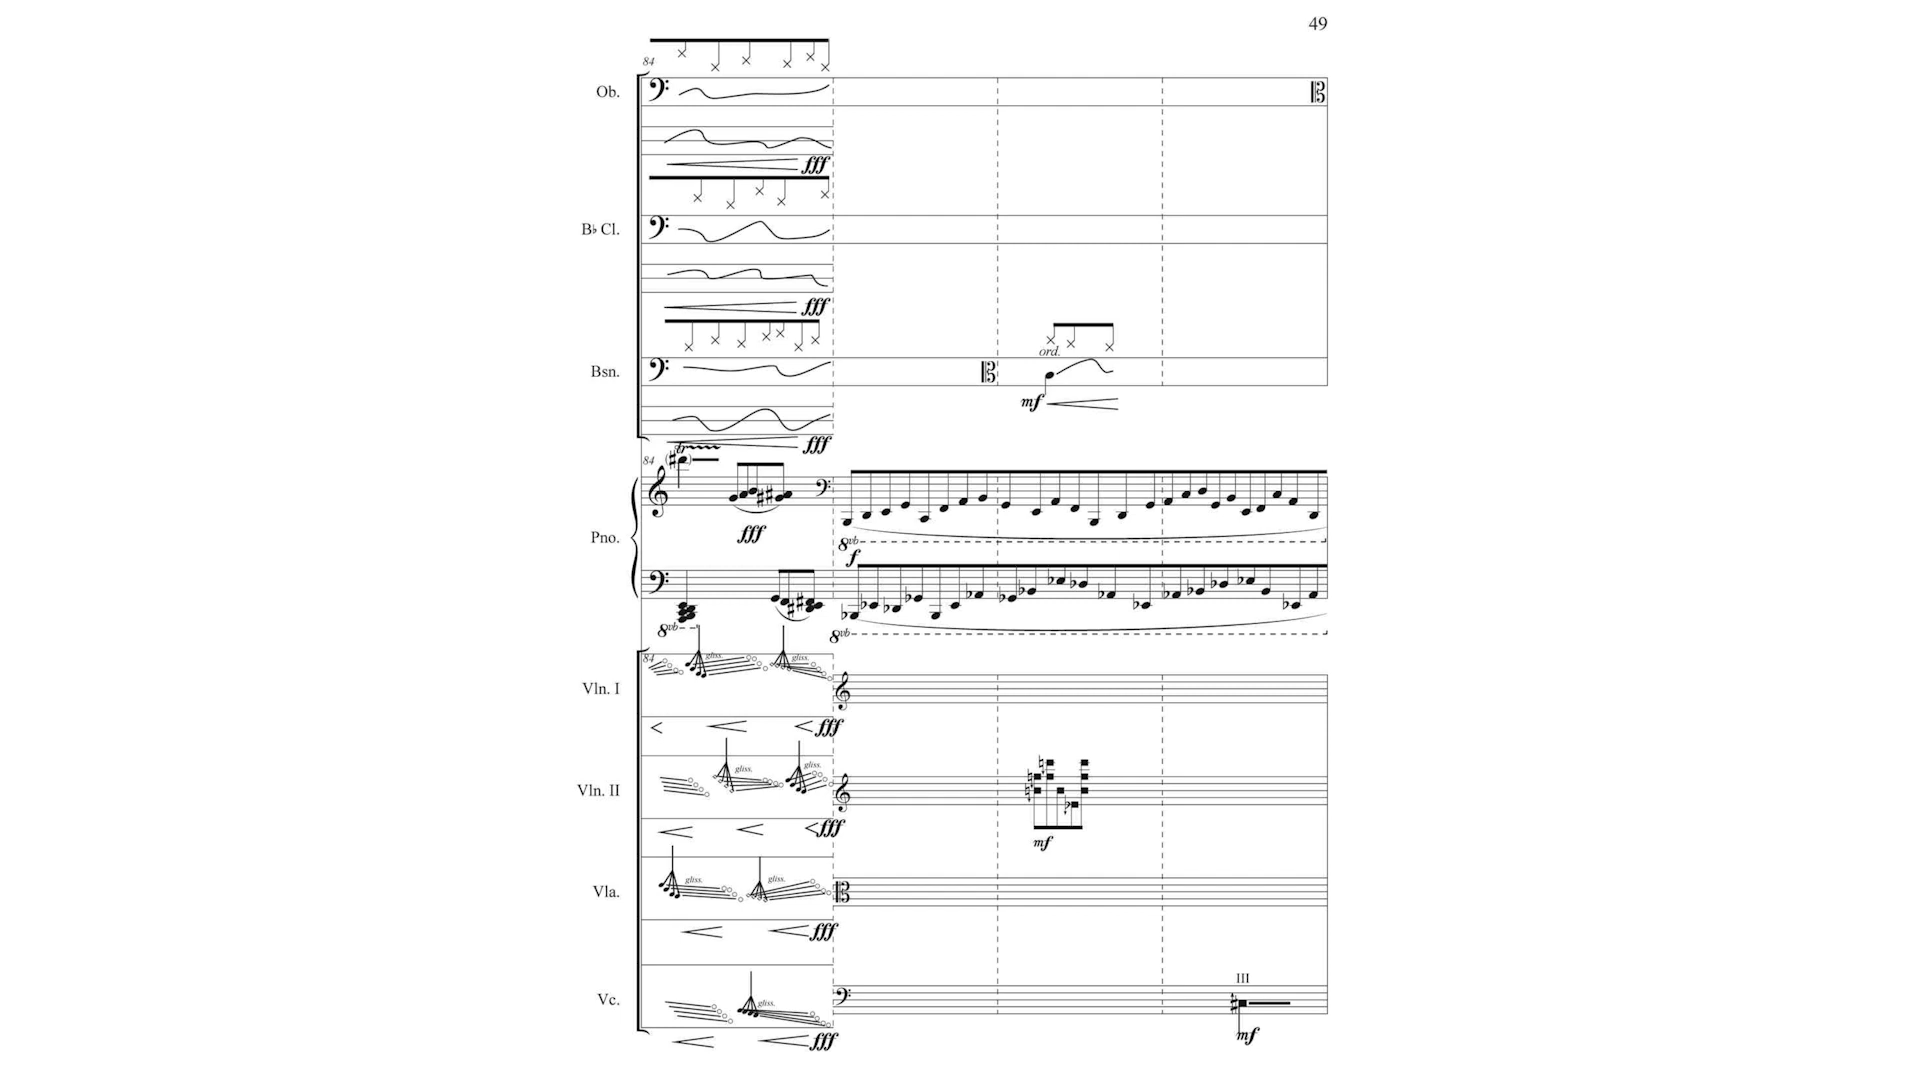 49
84
Ob.
fff
B♭ Cl.
fff
ord.
Bsn.
mf
fff
tr
84
fff
Pno.
8vb
f
8vb
8vb
84
gliss.
gliss.
Vln. I
fff
gliss.
gliss.
Vln. II
fff
mf
gliss.
gliss.
Vla.
fff
III
Vc.
gliss.
mf
fff